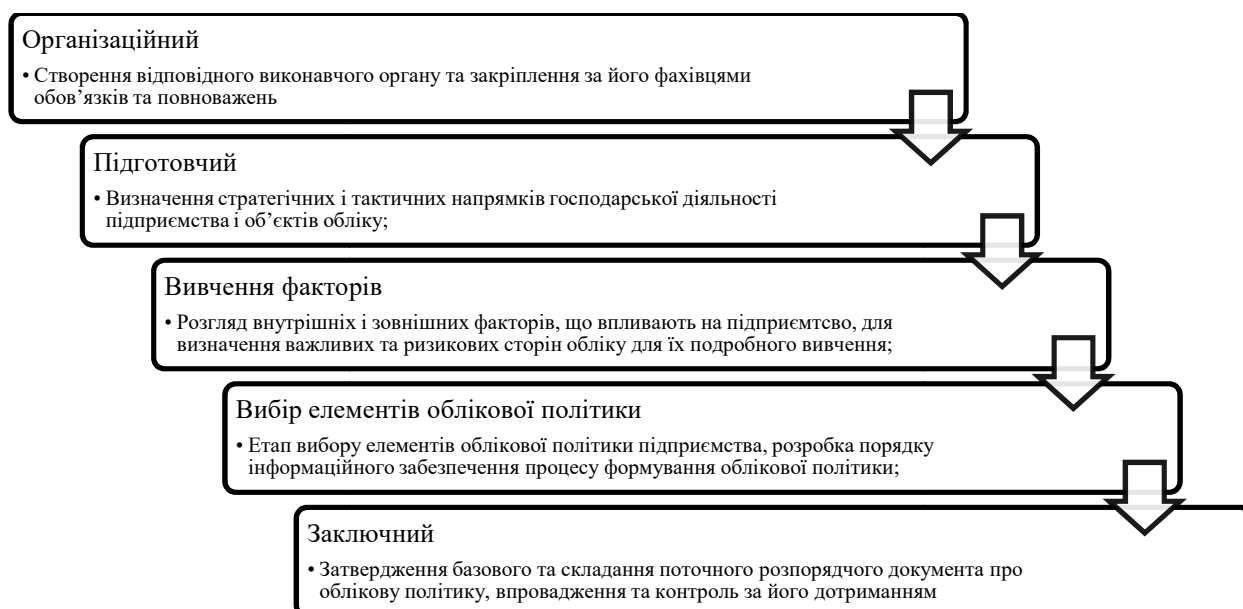 Організаційний
• Створення відповідного виконавчого органу та закріплення за його фахівцями
обов’язків та повноважень
Підготовчий
• Визначення стратегічних і тактичних напрямків господарської діяльності
підприємства і об’єктів обліку;
Вивчення факторів
• Розгляд внутрішніх і зовнішних факторів, що впливають на підприємтсво, для
визначення важливих та ризикових сторін обліку для їх подробного вивчення;
Вибір елементів облікової політики
• Етап вибору елементів облікової політики підприємства, розробка порядку
інформаційного забезпечення процесу формування облікової політики;
Заключний
• Затвердження базового та складання поточного розпорядчого документа про
облікову політику, впровадження та контроль за його дотриманням